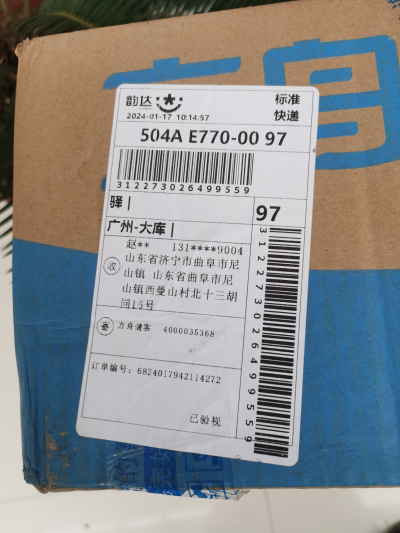 韵达
标准
快递
2024-01-17 10:14:57
504A E770-00 97
312273026499559
驿
97
广州-大库
赵** 131****9004
收
山东省济宁市曲阜市尼
山镇 山东省曲阜市尼
山镇西曼山村北十三胡
同15号
寄
方舟健客 4000035368
订单编号：6824017942114272
已验视
312273026499559